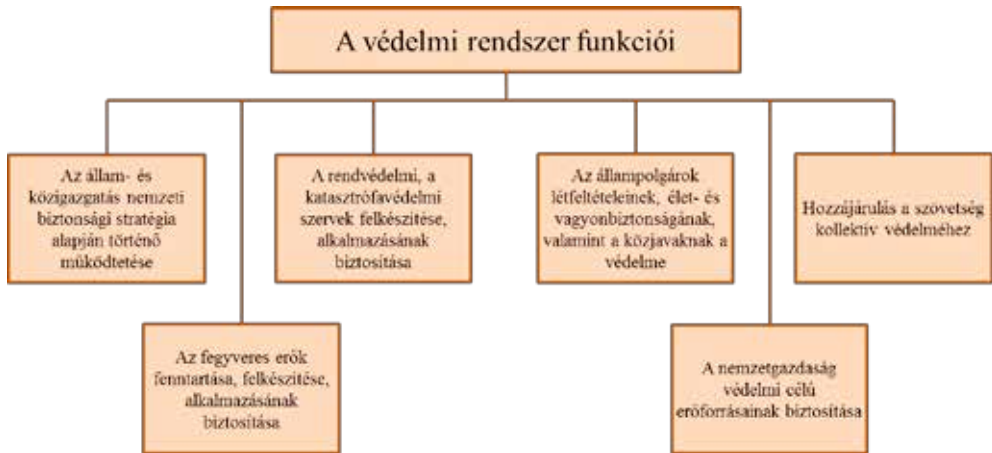 A védelmi rendszer funkciói
Az állam- és
közigazgatás nemzeti
biztonsági stratégia
alapján történő
működtetése
A rendvédelmi, a
katasztrófavédelmi
szervek felkészítése,
alkalmazásának
biztosítása
Az állampolgárok
létfeltételeinek, élet- és
vagyonbiztonságának,
valamint a közjavaknak a
védelme
Hozzájárulás a szövetség
kollektív védelméhez
Az fegyveres erők
fenntartása, felkészítése,
alkalmazásának
biztosítása
A nemzetgazdaság
védelmi célú
erőforrásainak biztosítása